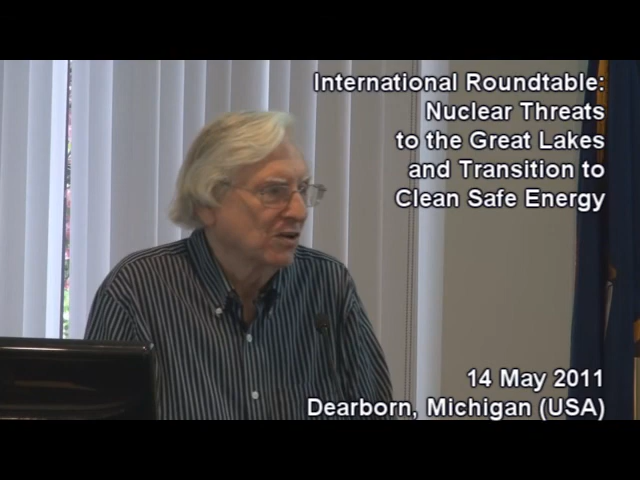 International Roundtable:
Nuclear Threats
to the Great Lakes
and Transition to
Clean Safe Energy
14 May 2011
Dearborn, Michigan (USA)